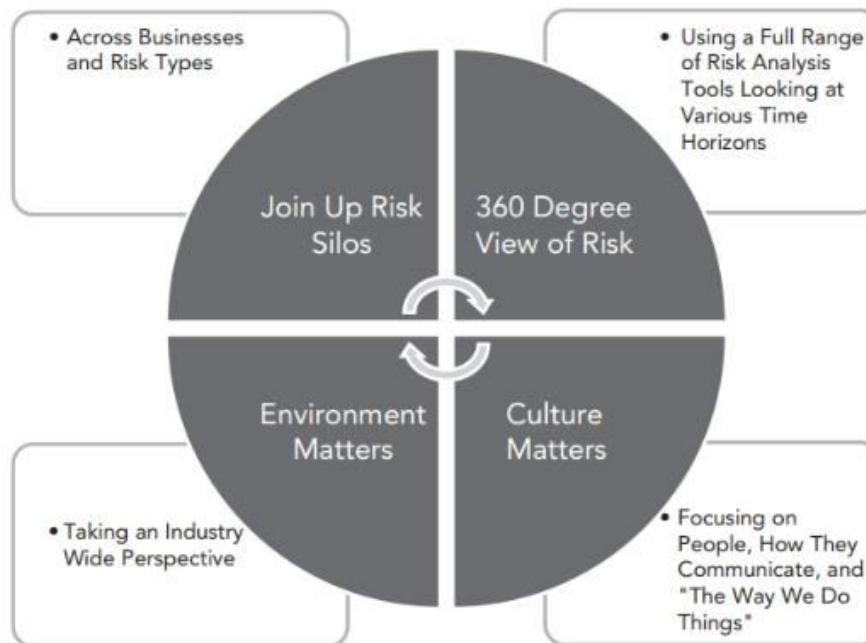 • Across Businesses
and Risk Types
• Using a Full Range
of Risk Analysis
Tools Looking at
Various Time
Horizons
Join Up Risk
Silos
360 Degree
View of Risk
Environment
Matters
Culture
Matters
• Taking an Industry
Wide Perspective
• Focusing on
People, How They
Communicate, and
"The Way We Do
Things"